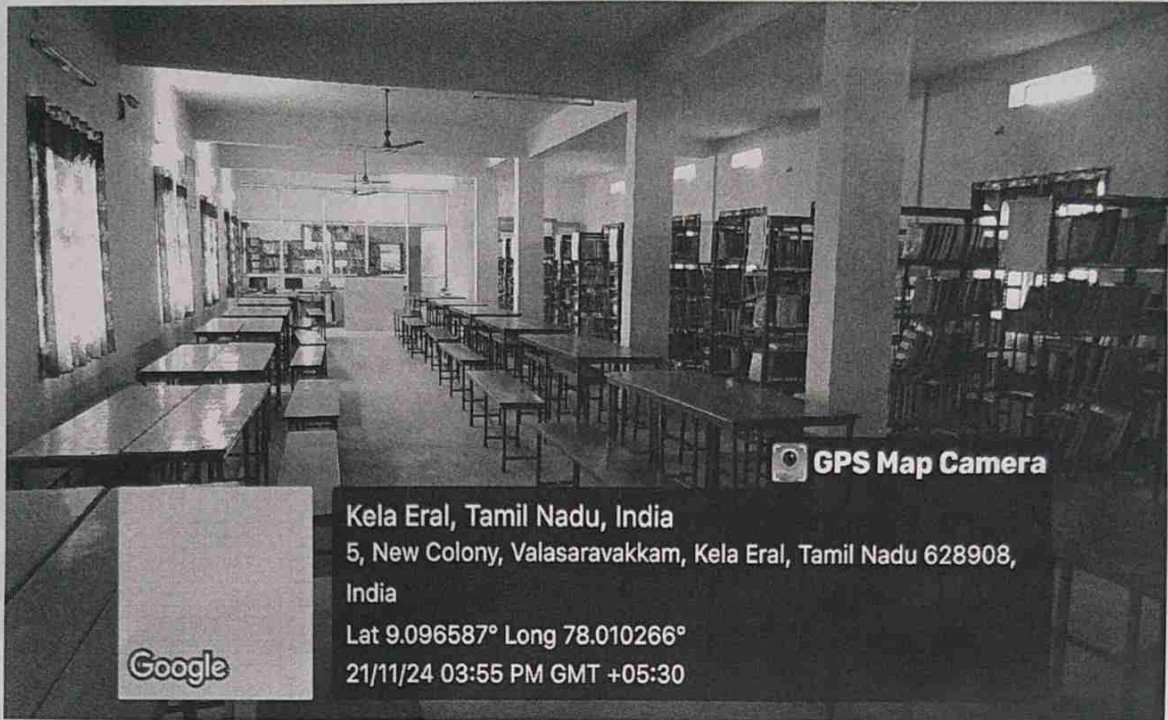 GPS Map Camera
Kela Eral, Tamil Nadu, India
5, New Colony, Valasaravakkam, Kela Eral, Tamil Nadu 628908,
India
Lat 9.096587° Long 78.010266°
21/11/24 03:55 PM GMT +05:30
Google